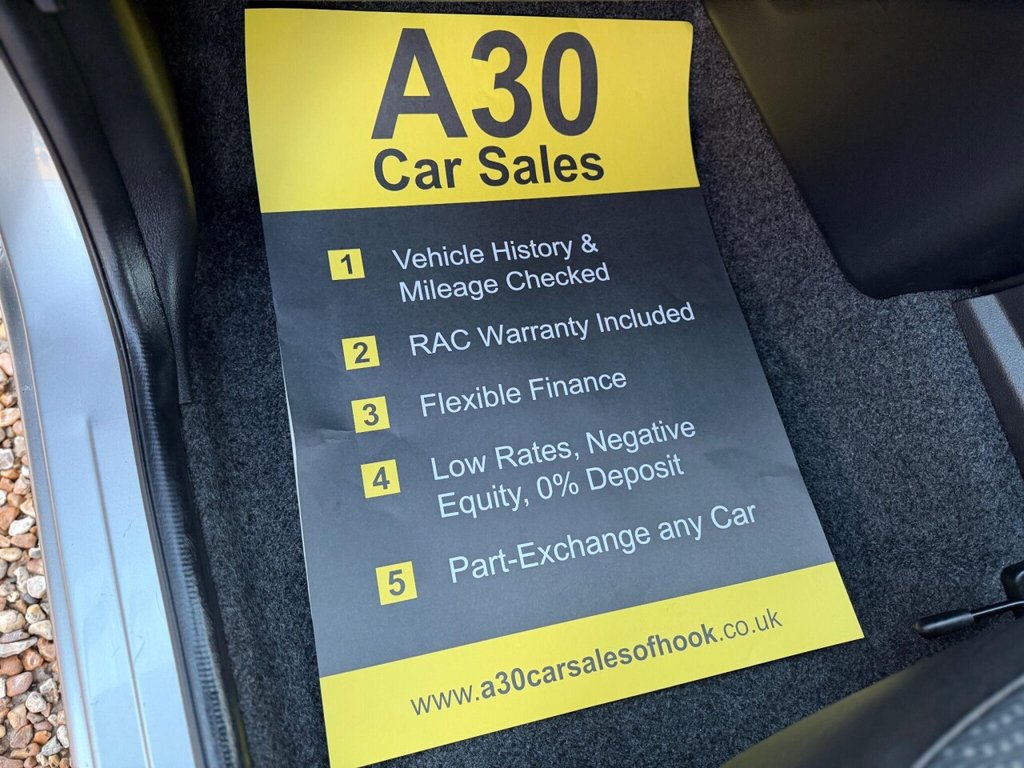 A30
Car Sales
1 Vehicle History &
Mileage Checked
2 RAC Warranty Included
3 Flexible Finance
4 Low Rates, Negative
Equity, 0% Deposit
5 Part-Exchange any Car
www.a30carsalesofhook.co.uk